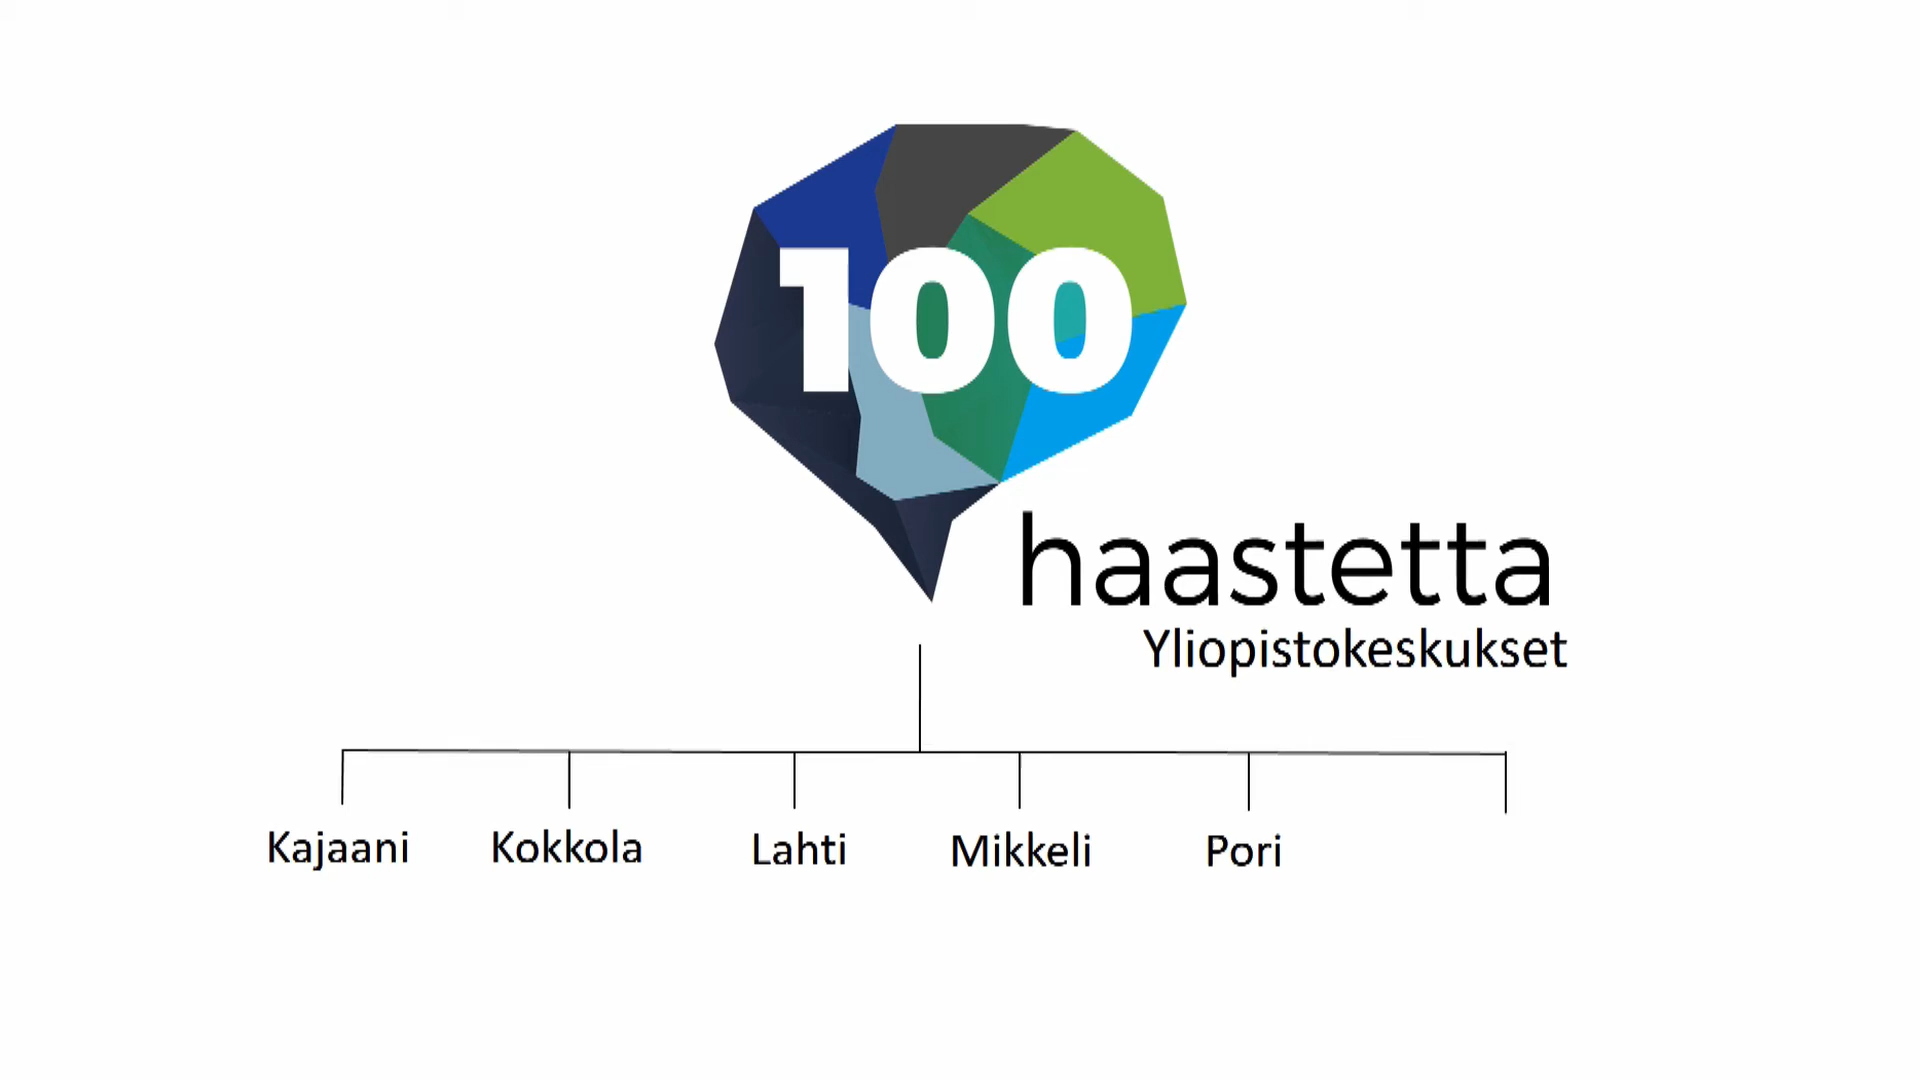 100
haastetta
Yliopistokeskukset
Kajaani
Kokkola
Lahti
Mikkeli
Pori